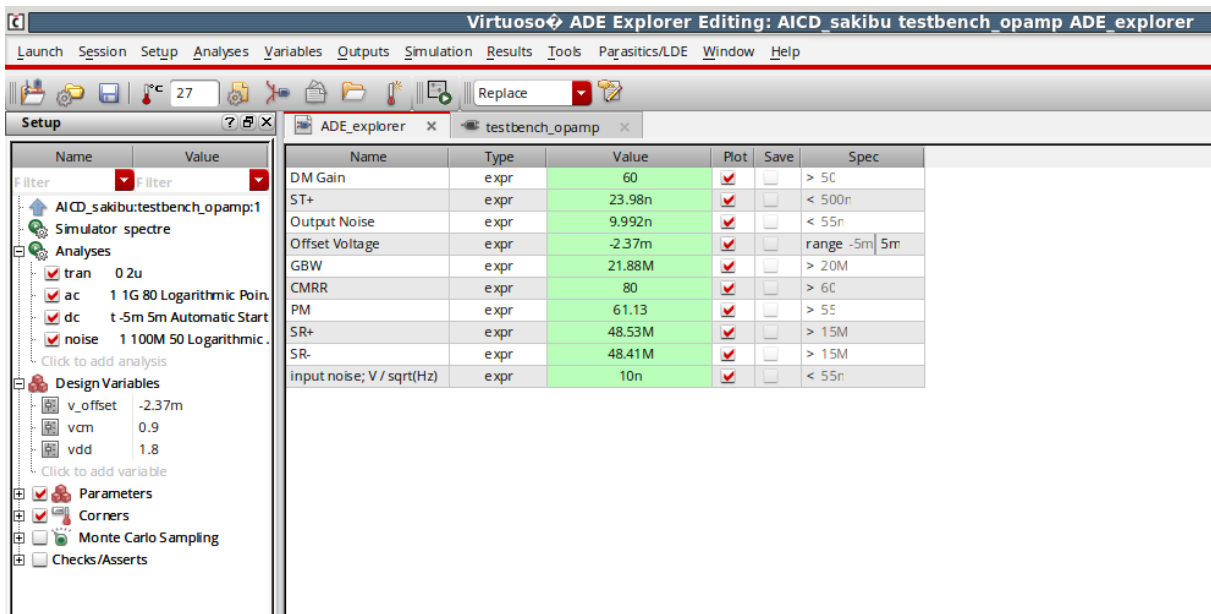 Virtuoso� ADE Explorer Editing: AICD_sakibu testbench_opamp ADE_explorer
Launch Session Setup Analyses Variables Outputs Simulation Results Tools Parasitics/LDE Window Help
°C 27 Replace
Setup
ADE_explorer testbench_opamp
Name Value
Filter Filter
AICD_sakibu:testbench_opamp:1
Simulator spectre
Analyses
tran 0 2u
ac 1 1G 80 Logarithmic Poin.
dc t -5m 5m Automatic Start
noise 1 100M 50 Logarithmic .
Click to add analysis
Design Variables
v_offset -2.37m
vcm 0.9
vdd 1.8
Click to add variable
Parameters
Corners
Monte Carlo Sampling
Checks/Asserts
Name Type Value Plot Save Spec
DM Gain expr 60 > 50
ST+ expr 23.98n < 500n
Output Noise expr 9.992n < 55n
Offset Voltage expr -2.37m range -5m 5m
GBW expr 21.88M > 20M
CMRR expr 80 > 60
PM expr 61.13 > 55
SR+ expr 48.53M > 15M
SR- expr 48.41M > 15M
input noise; V / sqrt(Hz) expr 10n < 55n